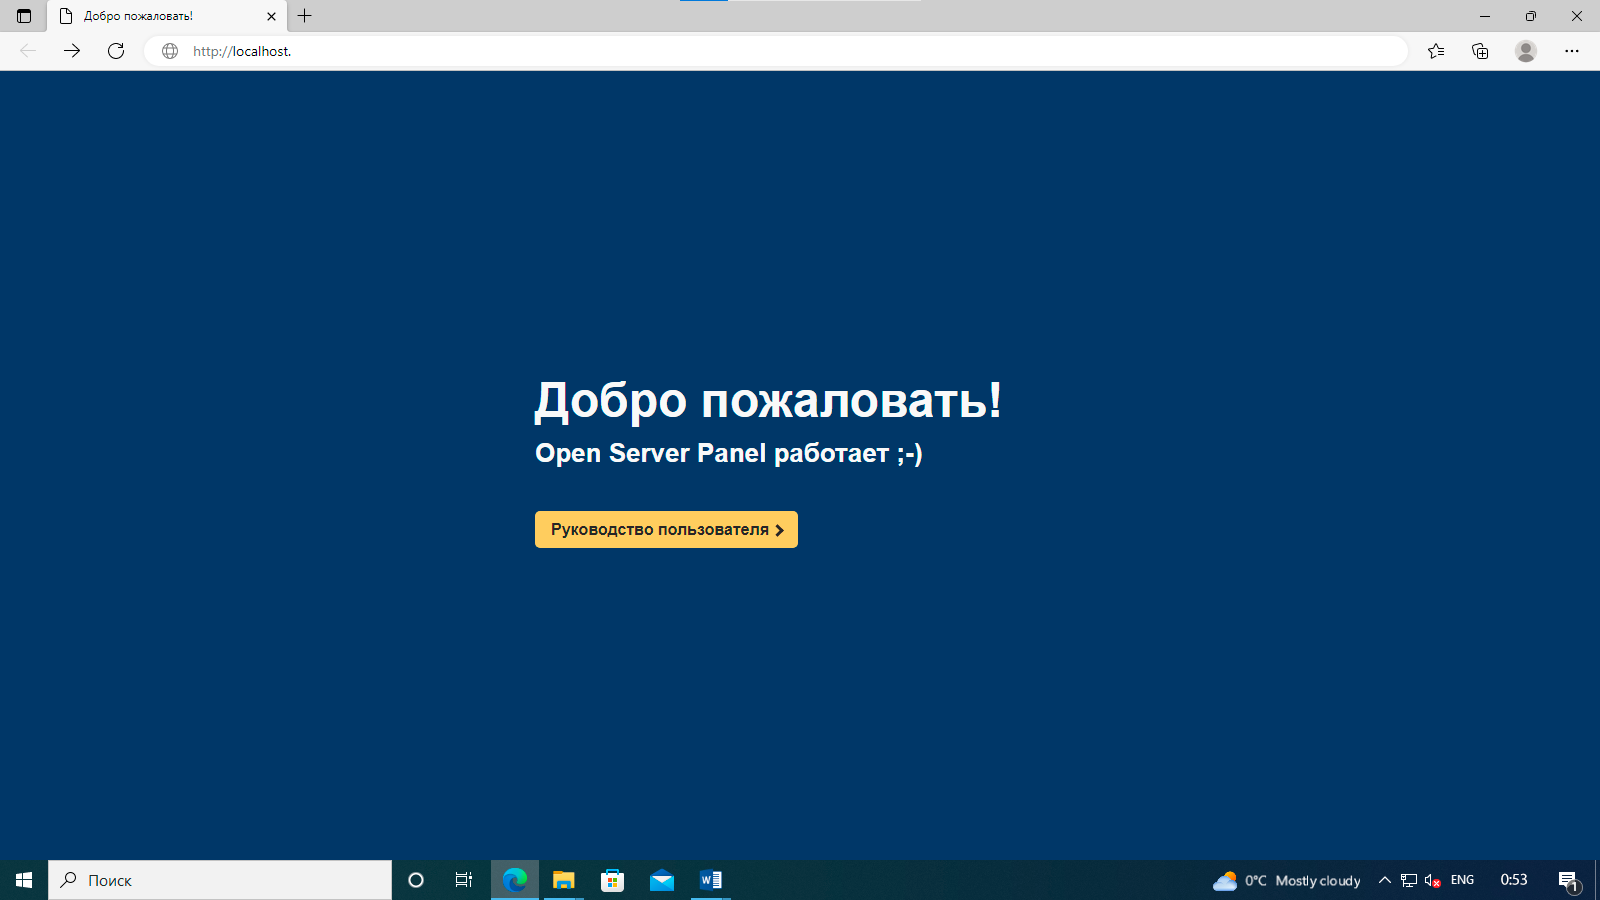 Добро пожаловать!
http://localhost.
Добро пожаловать!
Open Server Panel работает ;-)
Руководство пользователя
Поиск
0°C Mostly cloudy
ENG
0:53
1